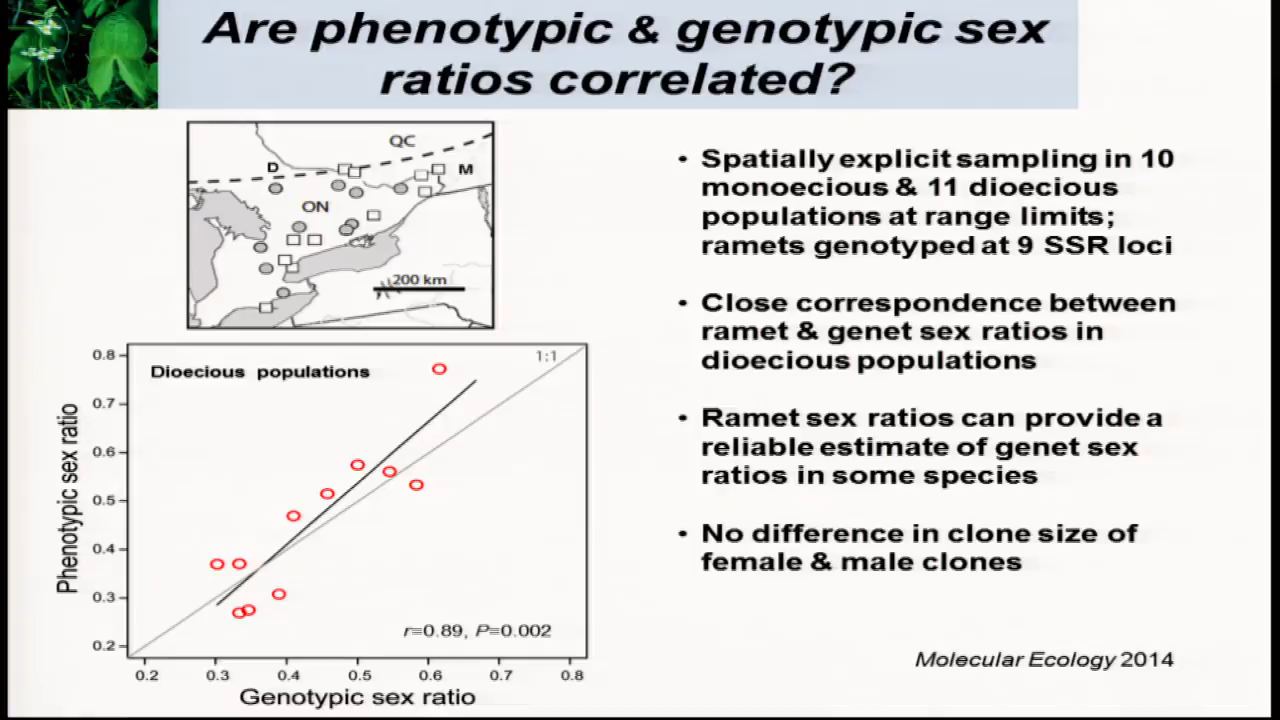 Are phenotypic & genotypic sex
ratios correlated?
QC
D
M
ON
200 km
• Spatially explicit sampling in 10
monoecious & 11 dioecious
populations at range limits;
ramets genotyped at 9 SSR loci
• Close correspondence between
ramet & genet sex ratios in
dioecious populations
• Ramet sex ratios can provide a
reliable estimate of genet sex
ratios in some species
• No difference in clone size of
female & male clones
Molecular Ecology 2014
Dioecious populations
1:1
Phenotypic sex ratio
0.8
0.7
0.6
0.5
0.4
0.3
0.2
r=0.89, P=0.002
0.2 0.3 0.4 0.5 0.6 0.7 0.8
Genotypic sex ratio